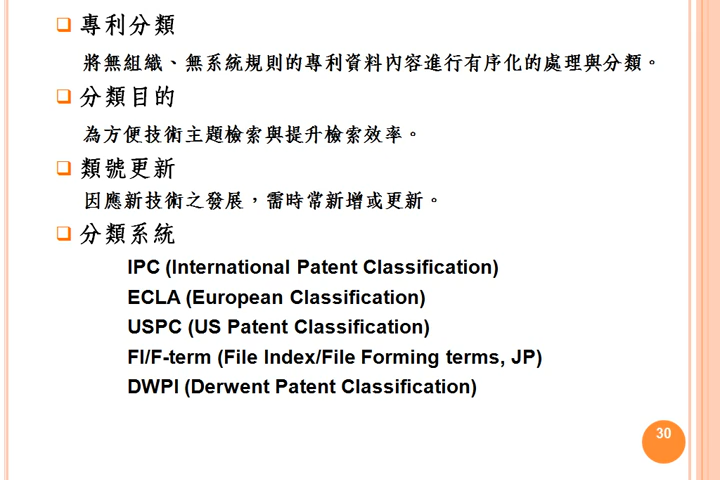 專利分類
將無組織、無系統規則的專利資料內容進行有序化的處理與分類。
分類目的
為方便技術主題檢索與提升檢索效率。
類號更新
因應新技術之發展，需時常新增或更新。
分類系統
IPC (International Patent Classification)
ECLA (European Classification)
USPC (US Patent Classification)
FI/F-term (File Index/File Forming terms, JP)
DWPI (Derwent Patent Classification)
30